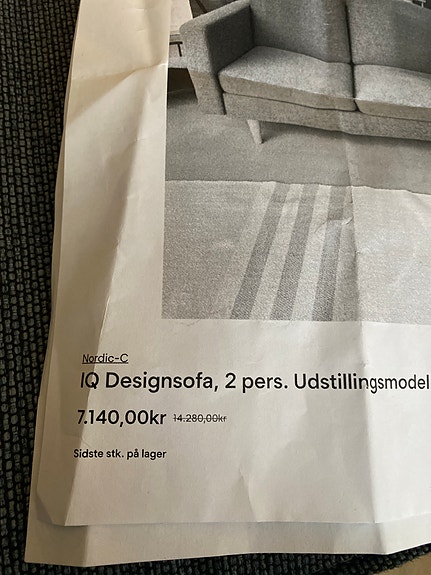 Nordic-C
IQ Designsofa, 2 pers. Udstillingsmodel
7.140,00kr 14.280,00kr
Sidste stk. på lager